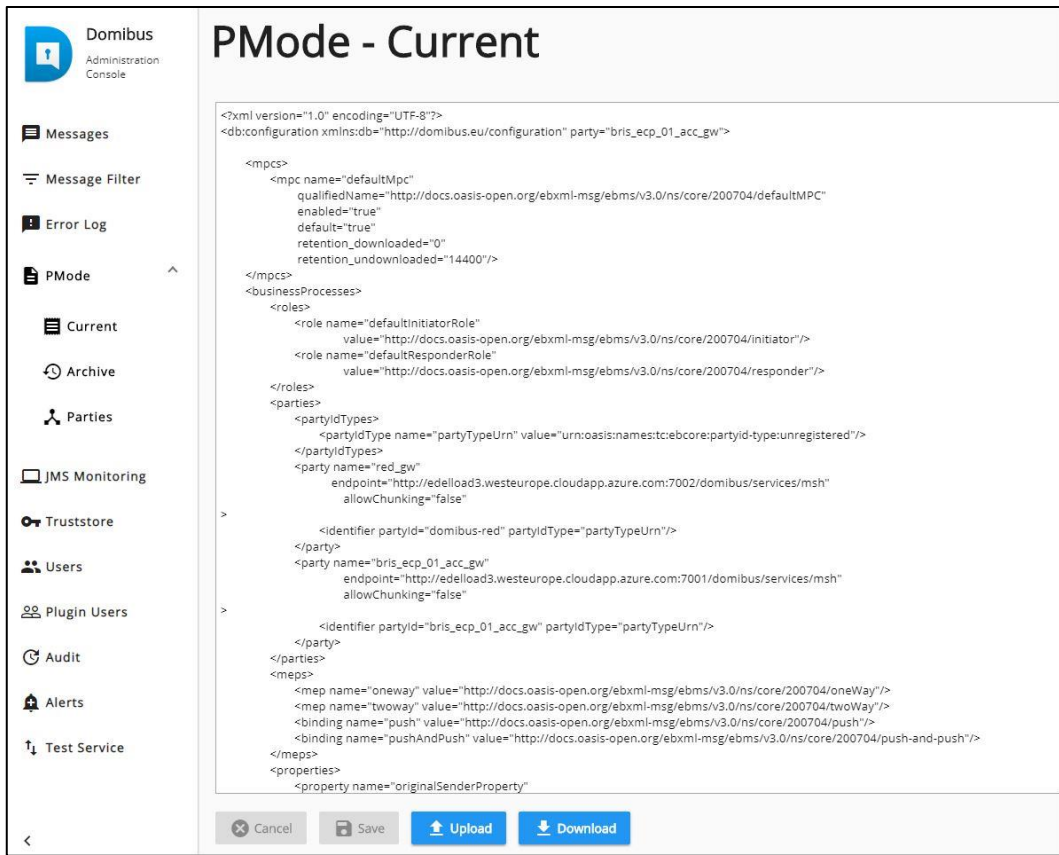 Domibus
Administration
Console
Messages
Message Filter
Error Log
PMode
Current
Archive
Parties
JMS Monitoring
Truststore
Users
Plugin Users
Audit
Alerts
Test Service
PMode - Current
<?xml version="1.0" encoding="UTF-8"?>
<db:configuration xmlns:db="http://domibus.eu/configuration" party="bris_ecp_01_acc_gw">
<mpcs>
<mpc name="defaultMpc"
qualifiedName="http://docs.oasis-open.org/ebxml-msg/ebms/v3.0/ns/core/200704/defaultMPC"
enabled="true"
default="true"
retention_downloaded="0"
retention_undownloaded="14400"/>
</mpcs>
<businessProcesses>
<roles>
<role name="defaultInitiatorRole"
value="http://docs.oasis-open.org/ebxml-msg/ebms/v3.0/ns/core/200704/initiator"/>
<role name="defaultResponderRole"
value="http://docs.oasis-open.org/ebxml-msg/ebms/v3.0/ns/core/200704/responder"/>
</roles>
<parties>
<partyIdTypes>
<partyIdType name="partyTypeUrn" value="urn:oasis:names:tc:ebcore:partyid-type:unregistered"/>
</partyIdTypes>
<party name="red_gw"
endpoint="http://edelload3.westeurope.cloudapp.azure.com:7002/domibus/services/msh"
allowChunking="false"
>
<identifier partyId="domibus-red" partyIdType="partyTypeUrn"/>
</party>
<party name="bris_ecp_01_acc_gw"
endpoint="http://edelload3.westeurope.cloudapp.azure.com:7001/domibus/services/msh"
allowChunking="false"
>
<identifier partyId="bris_ecp_01_acc_gw" partyIdType="partyTypeUrn"/>
</party>
</parties>
<meps>
<mep name="oneway" value="http://docs.oasis-open.org/ebxml-msg/ebms/v3.0/ns/core/200704/oneWay"/>
<mep name="twoway" value="http://docs.oasis-open.org/ebxml-msg/ebms/v3.0/ns/core/200704/twoWay"/>
<binding name="push" value="http://docs.oasis-open.org/ebxml-msg/ebms/v3.0/ns/core/200704/push"/>
<binding name="pushAndPush" value="http://docs.oasis-open.org/ebxml-msg/ebms/v3.0/ns/core/200704/push-and-push"/>
</meps>
<properties>
<property name="originalSenderProperty"
Cancel
Save
Upload
Download